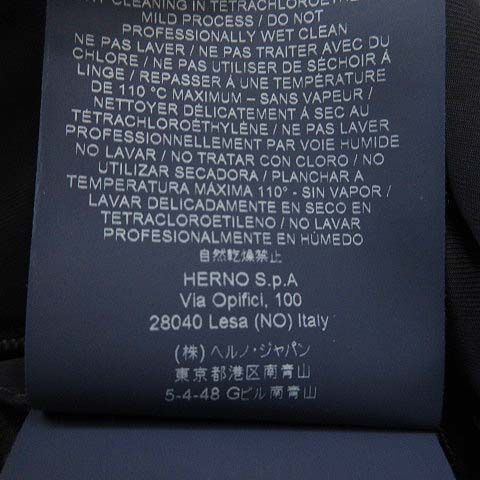 CLEANING IN TETRACHLOROETHYLENE
MILD PROCESS / DO NOT
PROFESSIONALLY WET CLEAN
NE PAS LAVER / NE PAS TRAITER AVEC DU
CHLORE / NE PAS UTILISER DE SÉCHOIR À
LINGE / REPASSER À UNE TEMPÉRATURE
DE 110 °C MAXIMUM – SANS VAPEUR /
NETTOYER DÉLICATEMENT À SEC AU
TÉTRACHLOROÉTHYLÈNE / NE PAS LAVER
PROFESSIONNELLEMENT PAR VOIE HUMIDE
NO LAVAR / NO TRATAR CON CLORO / NO
UTILIZAR SECADORA / PLANCHAR A
TEMPERATURA MÁXIMA 110° - SIN VAPOR /
LAVAR DELICADAMENTE EN SECO EN
TETRACLOROETILENO / NO LAVAR
PROFESIONALMENTE EN HÚMEDO
自然乾燥禁止
HERNO S.p.A
Via Opifici, 100
28040 Lesa (NO) Italy
(株) ヘルノ・ジャパン
東京都港区南青山
5-4-48 Gビル南青山